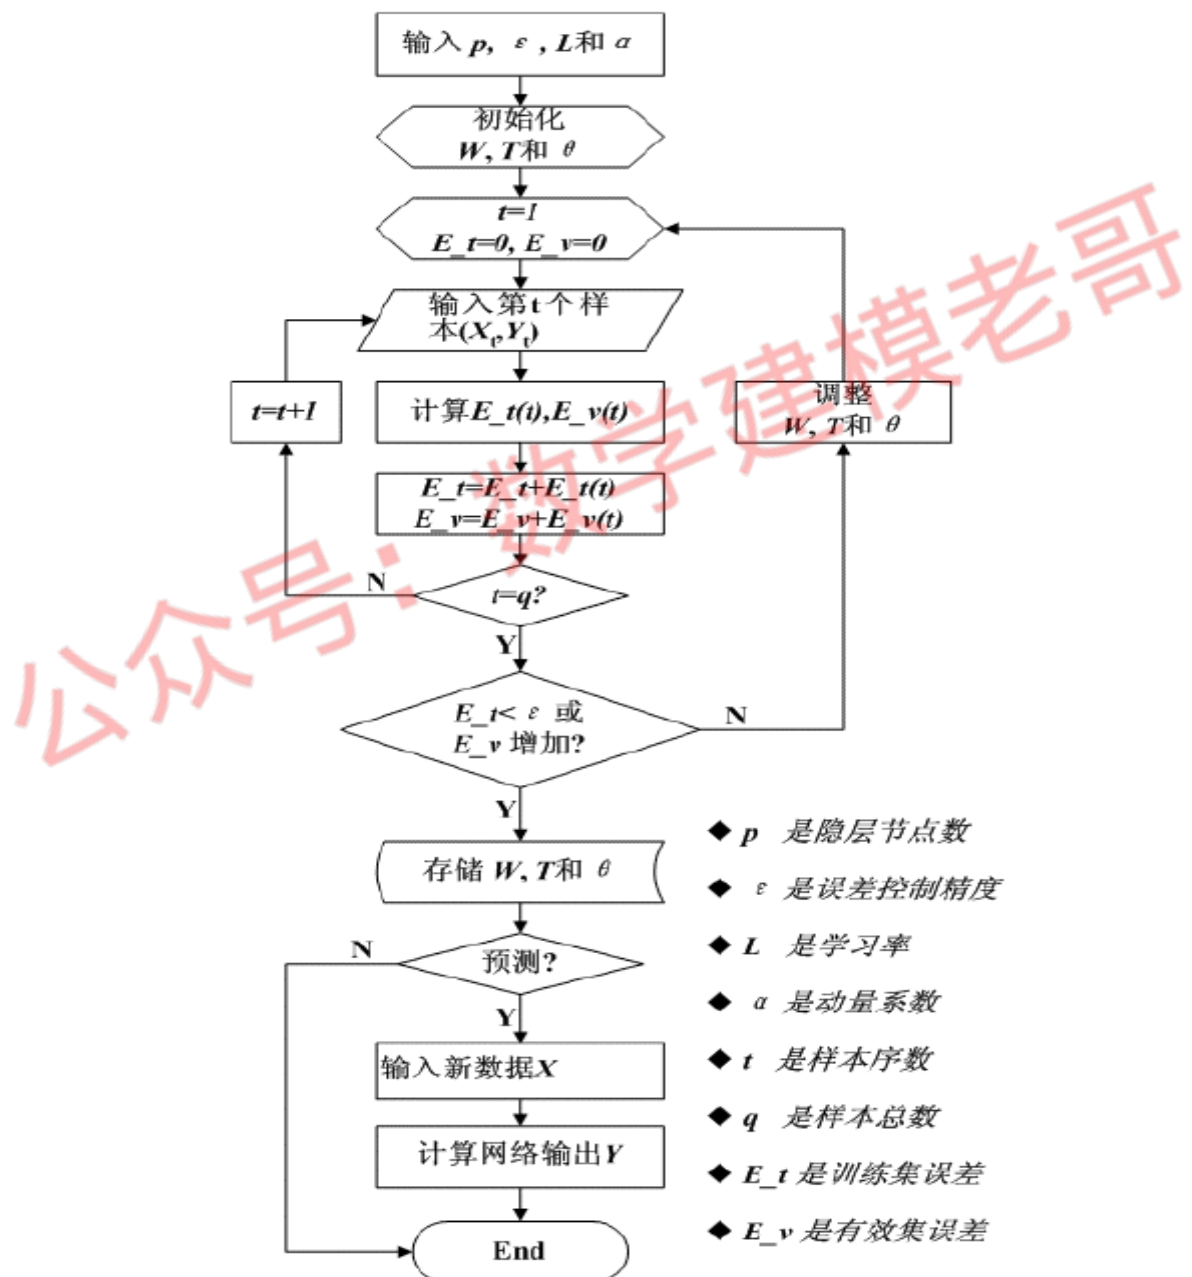 输入 p, ε, L和 α
初始化
W, T和 θ
t=1
E_t=0, E_v=0
输入第t个样
本(Xt,Yt)
t=t+1
计算E_t(t),E_v(t)
调整
W, T和 θ
E_t=E_t+E_t(t)
E_v=E_v+E_v(t)
N
t=q?
Y
E_t< ε 或
E_v 增加?
N
Y
存储 W, T和 θ
N
预测?
Y
输入新数据X
计算网络输出Y
End
◆ p 是隐层节点数
◆ ε 是误差控制精度
◆ L 是学习率
◆ α 是动量系数
◆ t 是样本序数
◆ q 是样本总数
◆ E_t 是训练集误差
◆ E_v 是有效集误差
公众号：数学建模老哥